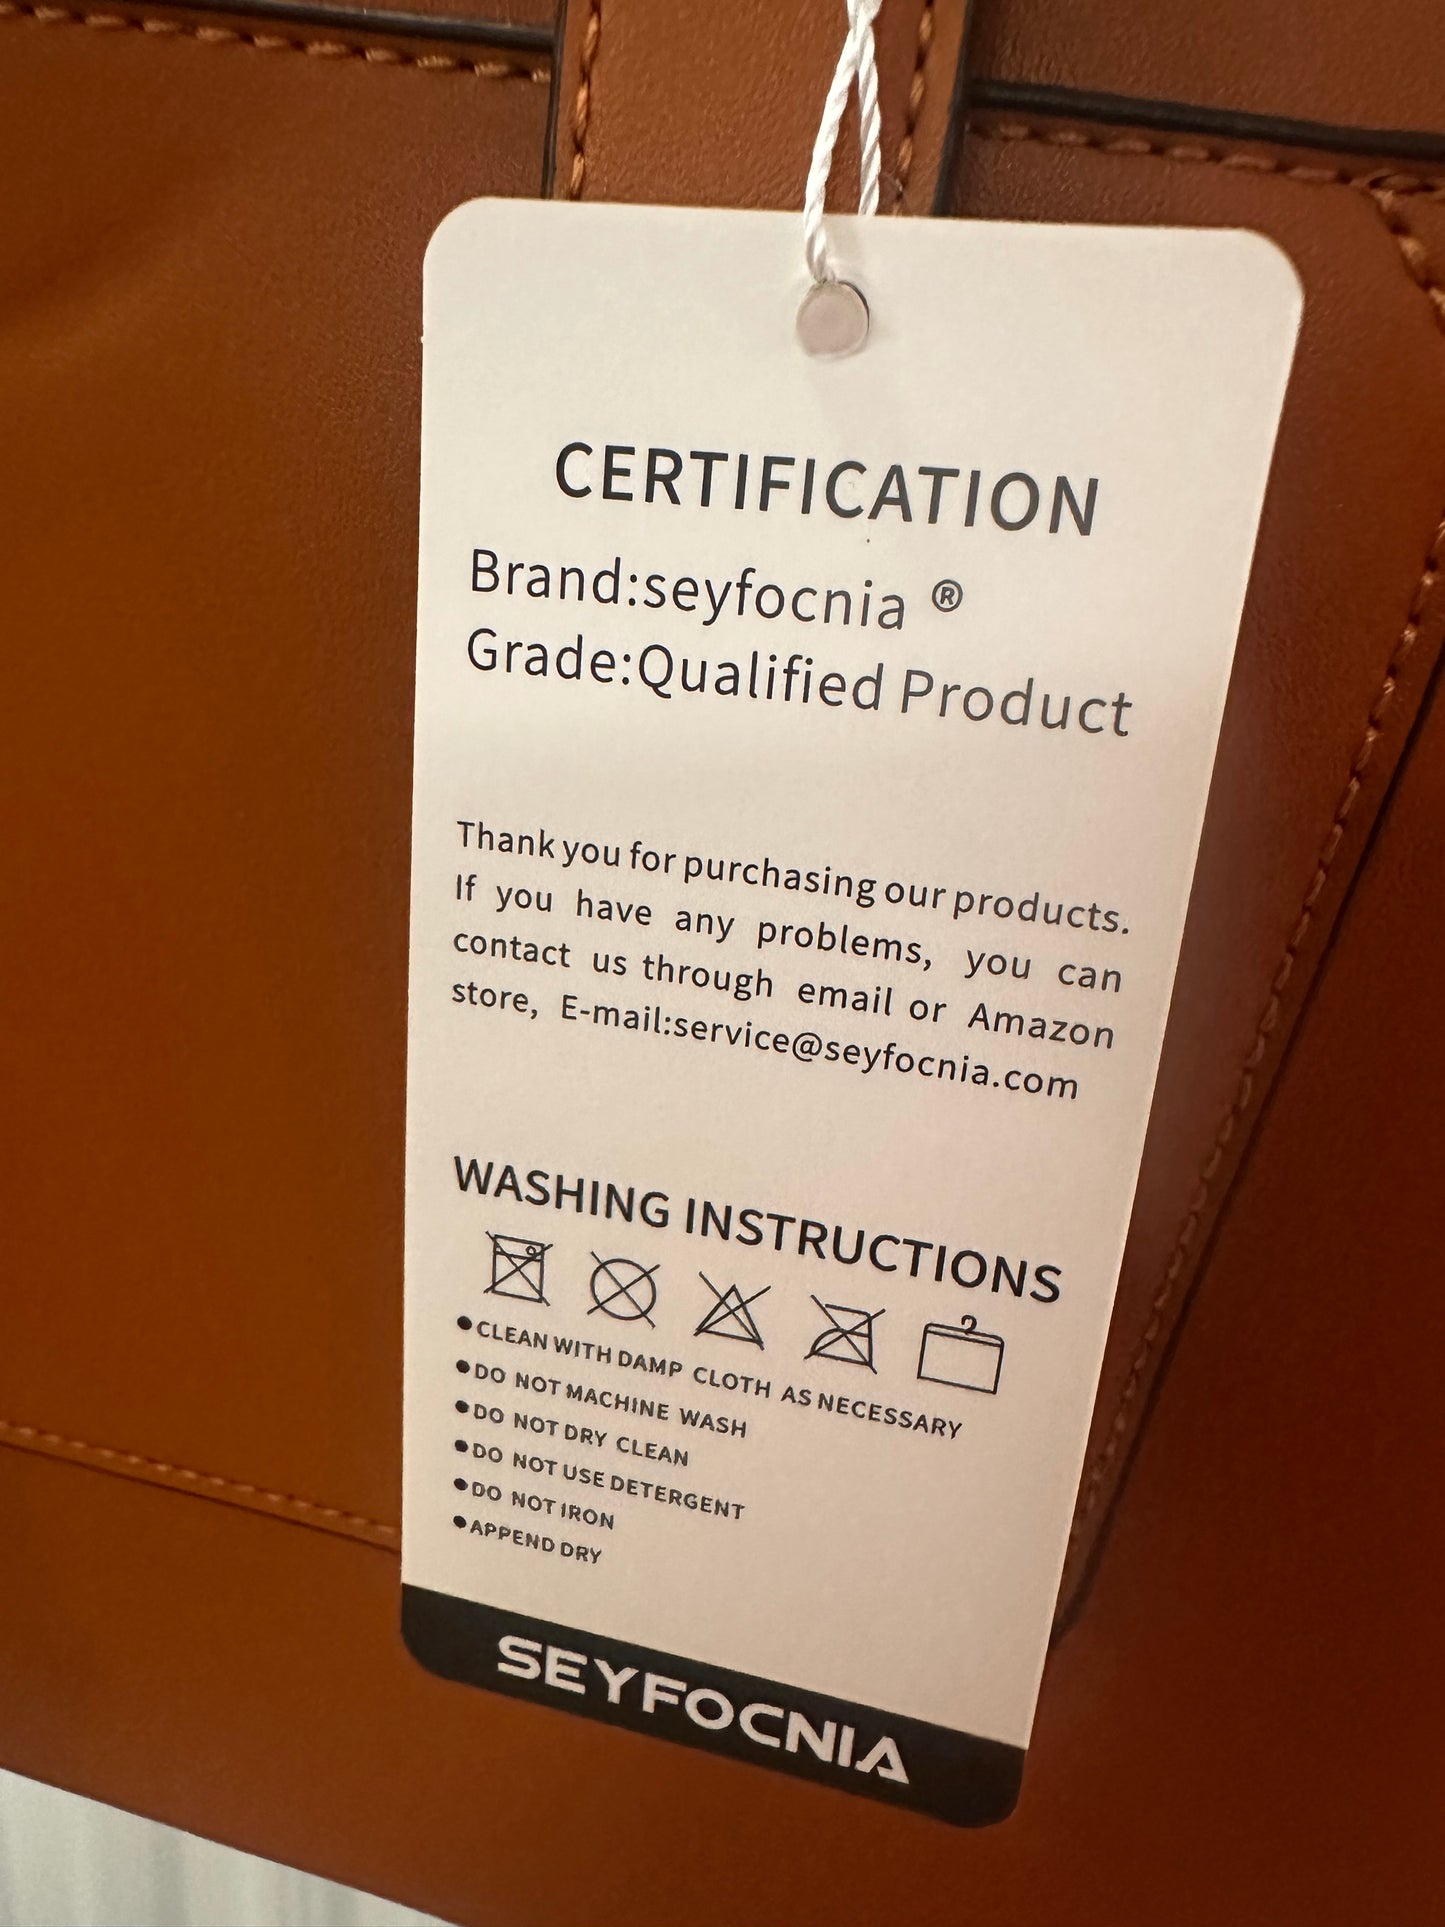 CERTIFICATION
Brand:seyfocnia ®
Grade:Qualified Product
Thank you for purchasing our products.
If you have any problems, you can
contact us through email or Amazon
store, E-mail:service@seyfocnia.com
WASHING INSTRUCTIONS
●CLEAN WITH DAMP CLOTH AS NECESSARY
●DO NOT MACHINE WASH
●DO NOT DRY CLEAN
●DO NOT USE DETERGENT
●DO NOT IRON
●APPEND DRY
SEYFOCNIA